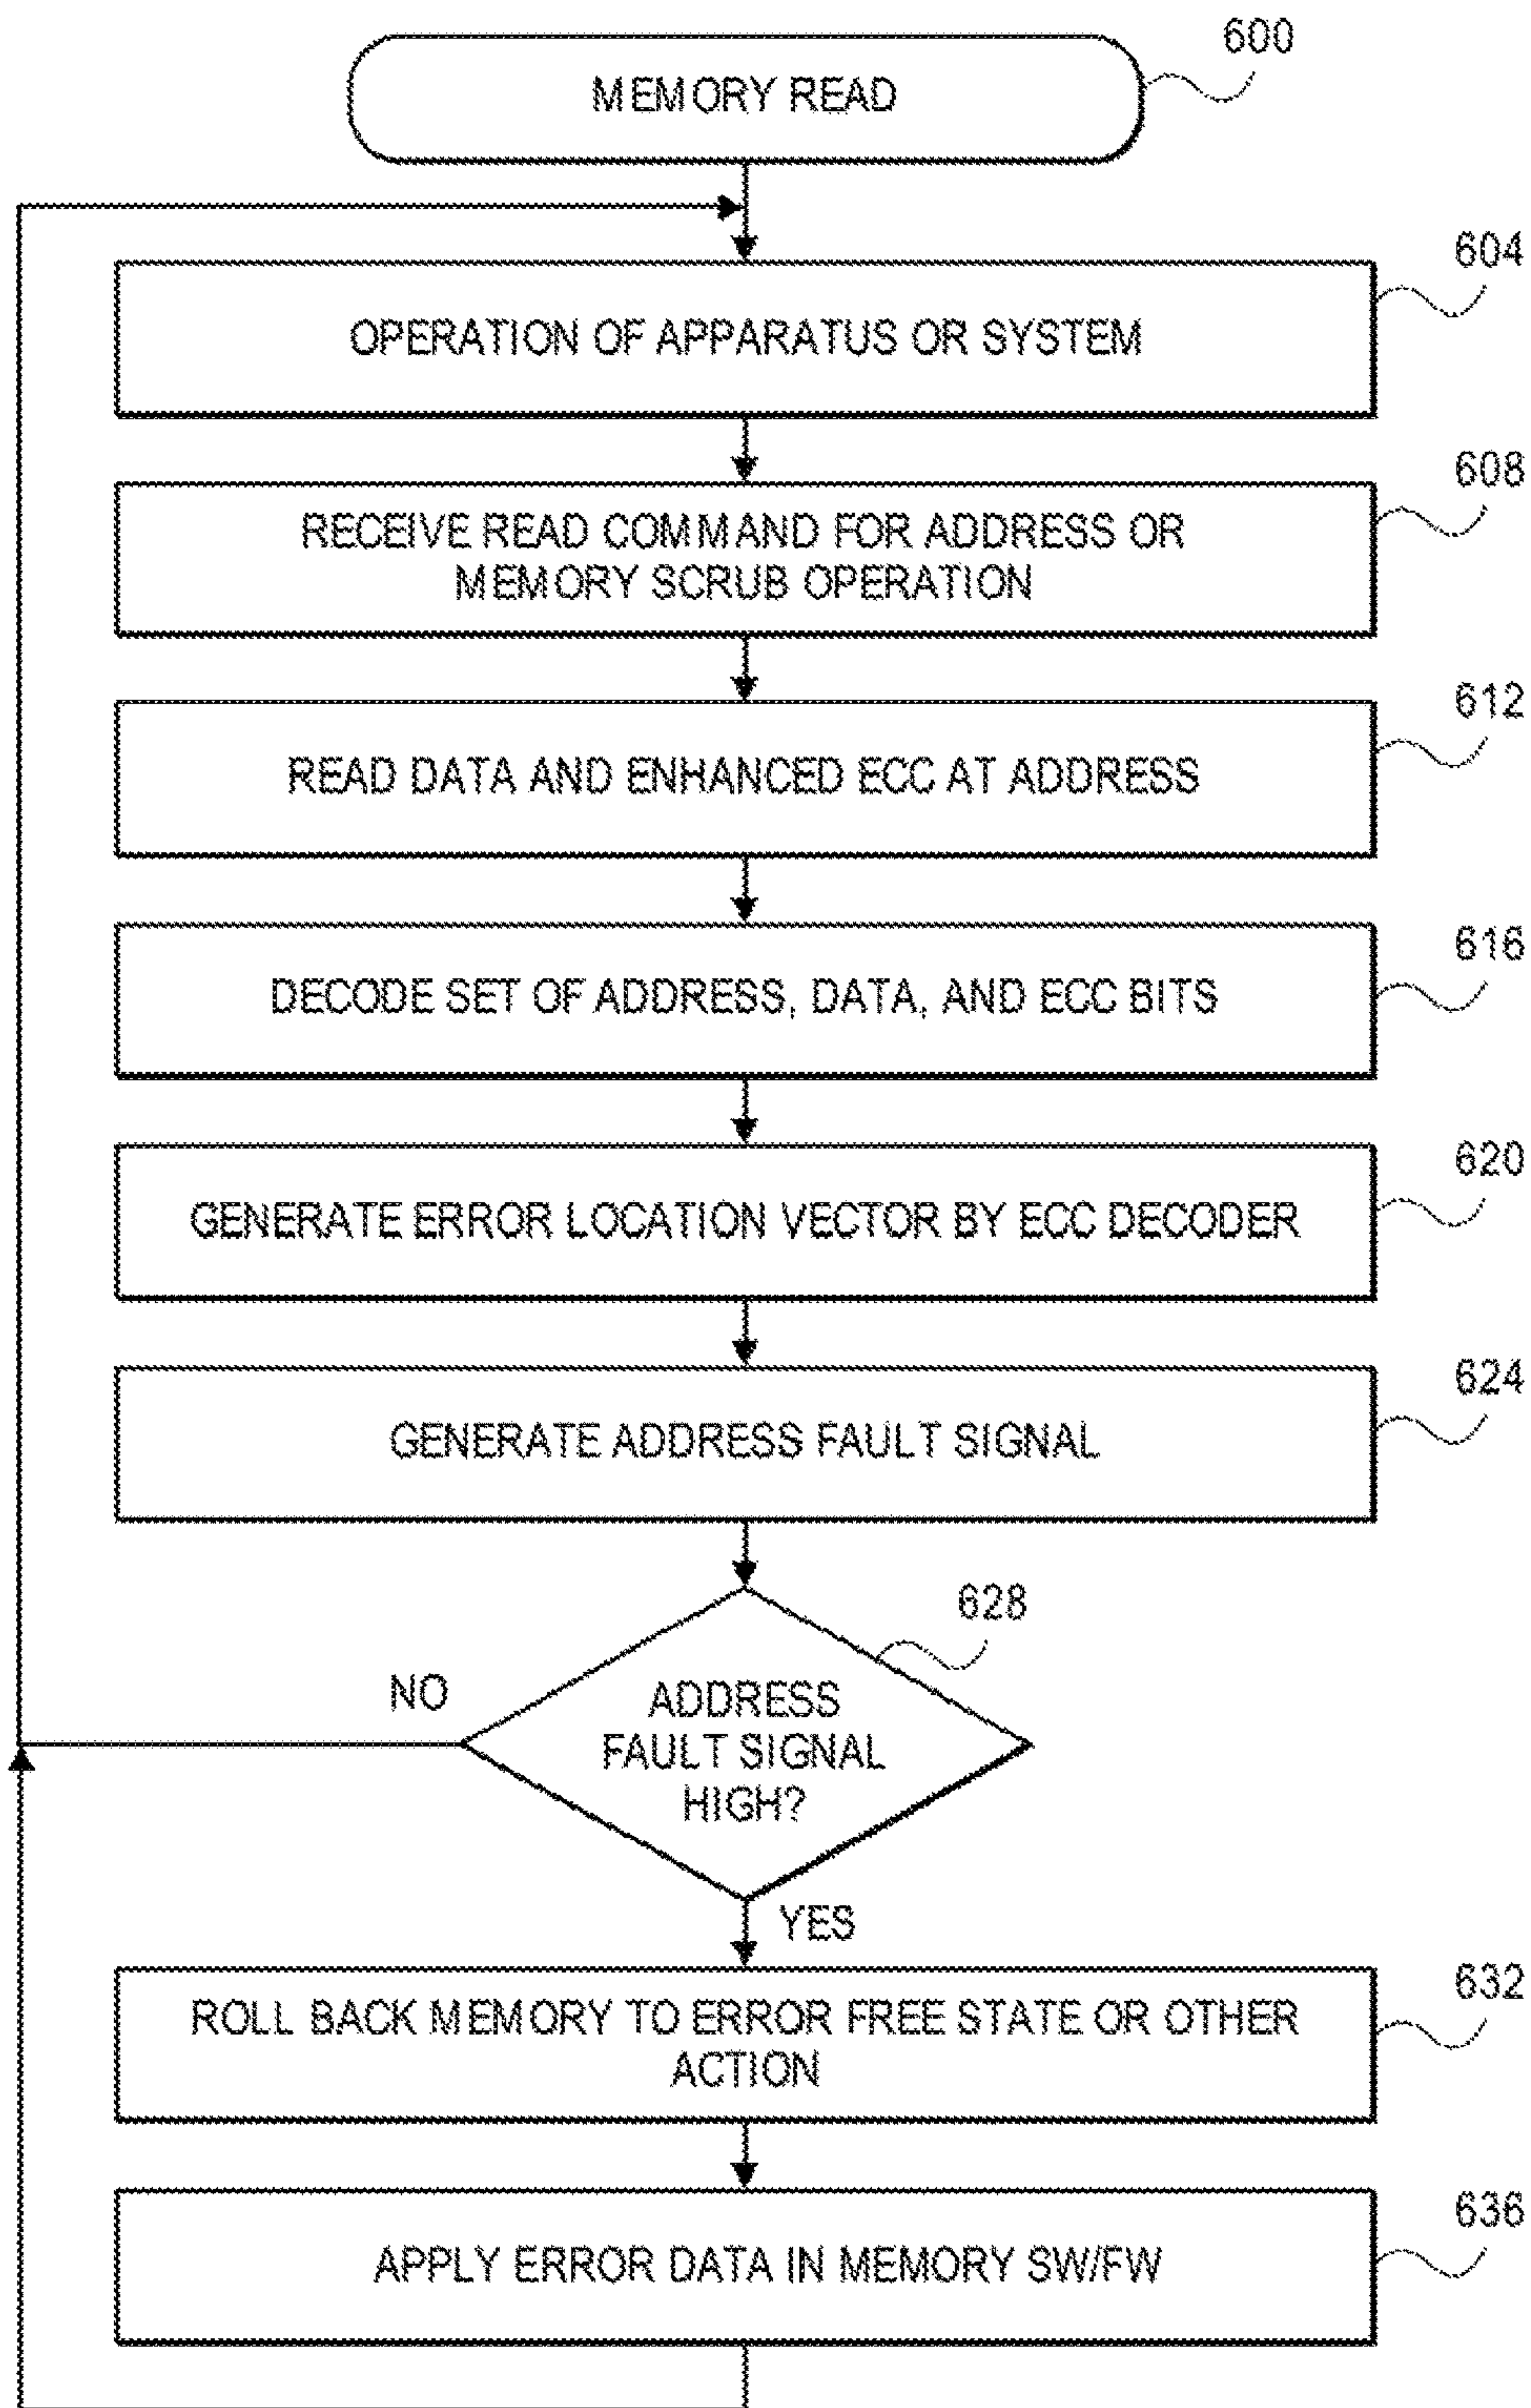 600
MEMORY READ
604
OPERATION OF APPARATUS OR SYSTEM
608
RECEIVE READ COMMAND FOR ADDRESS OR
MEMORY SCRUB OPERATION
612
READ DATA AND ENHANCED ECC AT ADDRESS
616
DECODE SET OF ADDRESS, DATA, AND ECC BITS
620
GENERATE ERROR LOCATION VECTOR BY ECC DECODER
624
GENERATE ADDRESS FAULT SIGNAL
628
NO
ADDRESS
FAULT SIGNAL
HIGH?
YES
632
ROLL BACK MEMORY TO ERROR FREE STATE OR OTHER
ACTION
636
APPLY ERROR DATA IN MEMORY SW/FW